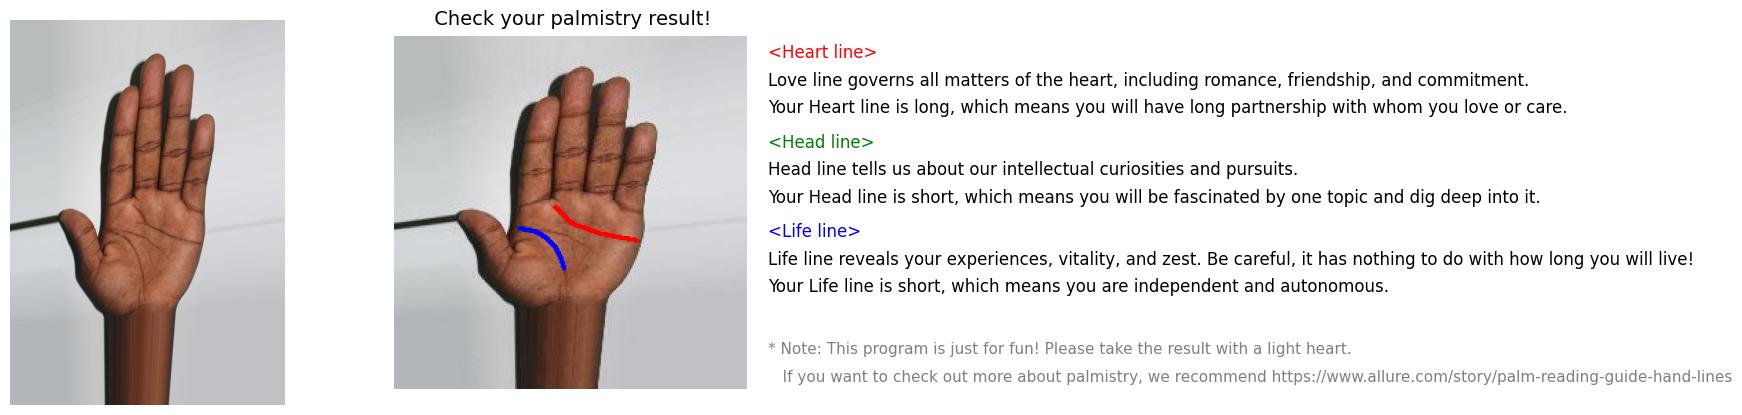 Check your palmistry result!
<Heart line>
Love line governs all matters of the heart, including romance, friendship, and commitment.
Your Heart line is long, which means you will have long partnership with whom you love or care.
<Head line>
Head line tells us about our intellectual curiosities and pursuits.
Your Head line is short, which means you will be fascinated by one topic and dig deep into it.
<Life line>
Life line reveals your experiences, vitality, and zest. Be careful, it has nothing to do with how long you will live!
Your Life line is short, which means you are independent and autonomous.
* Note: This program is just for fun! Please take the result with a light heart.
If you want to check out more about palmistry, we recommend https://www.allure.com/story/palm-reading-guide-hand-lines